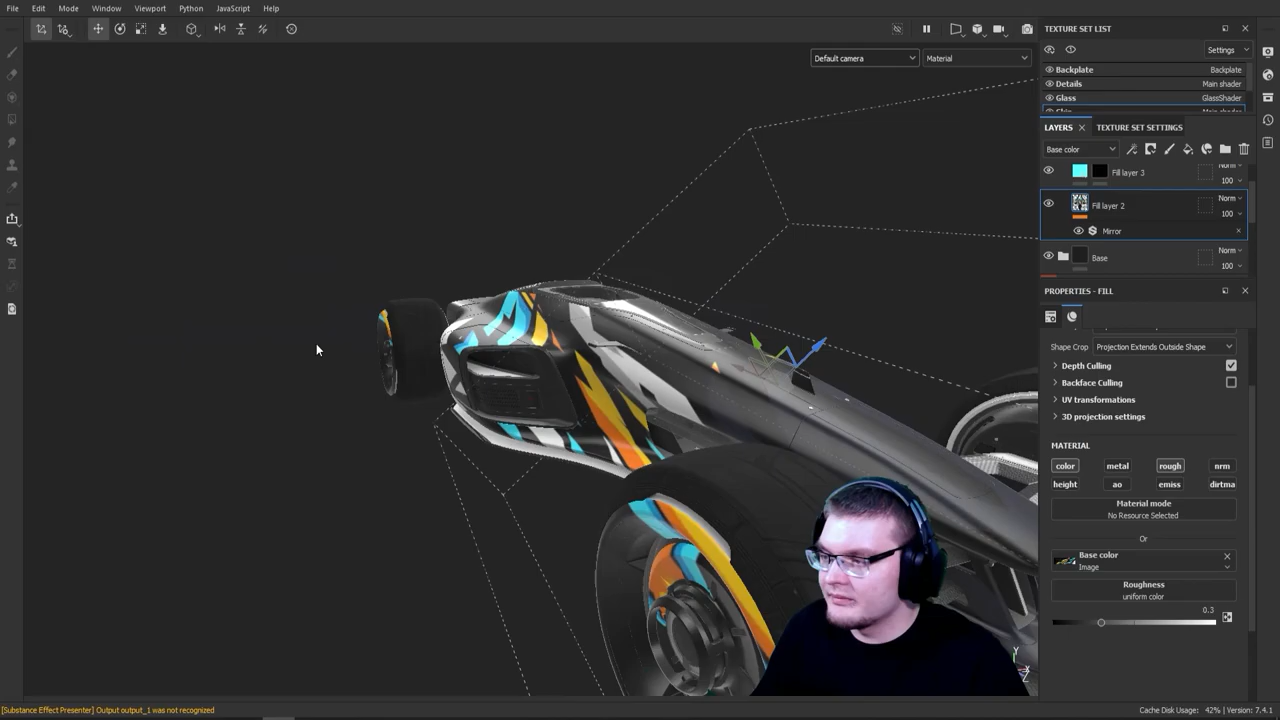 File Edit Mode Window Viewport Python JavaScript Help
Default camera
Material
TEXTURE SET LIST
Settings
Backplate Backplate
Details Main shader
Glass GlassShader
Main shader
LAYERS
TEXTURE SET SETTINGS
Base color
Norm
Fill layer 3
100
Norm
Fill layer 2
100
Mirror
Norm
Base
100
PROPERTIES - FILL
Shape Crop Projection Extends Outside Shape
Depth Culling
Backface Culling
UV transformations
3D projection settings
MATERIAL
color metal rough nrm
height ao emiss dirtma
Material mode
No Resource Selected
Or
Base color
Image
Roughness
uniform color
0.3
Y
X
Z
[Substance Effect Presenter] Output output_1 was not recognized
Cache Disk Usage: 42% | Version: 7.4.1